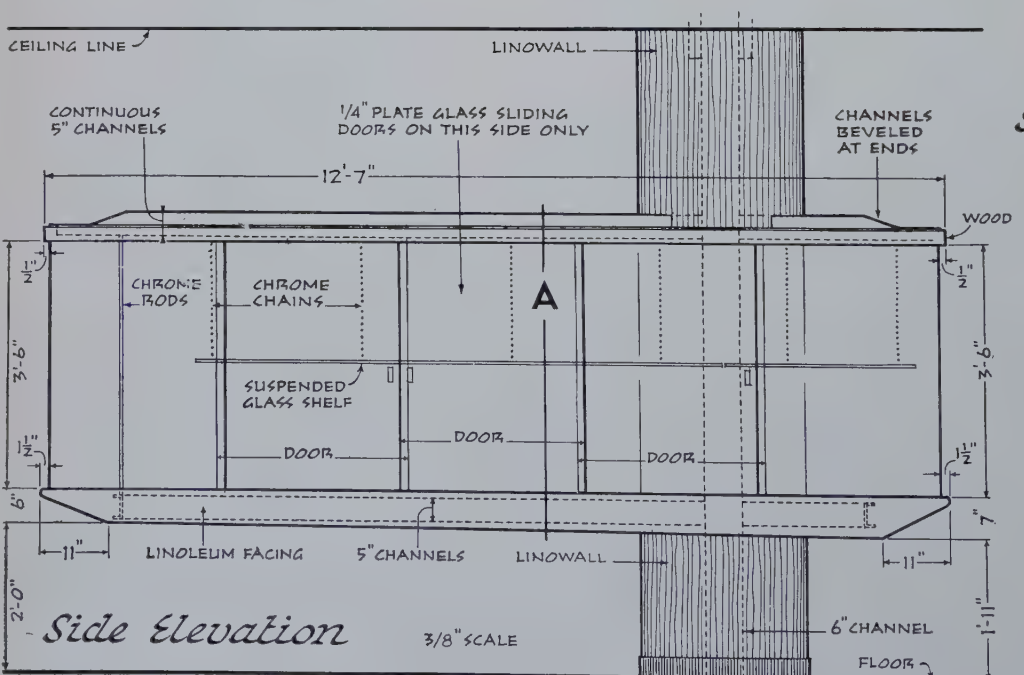 CEILING LINE
LINOWALL
CONTINUOUS
5" CHANNELS
1/4" PLATE GLASS SLIDING
DOORS ON THIS SIDE ONLY
CHANNELS
BEVELED
AT ENDS
12'-7"
WOOD
1/2"
CHROME
RODS
CHROME
CHAINS
A
1/2"
3'-6"
3'-6"
SUSPENDED
GLASS SHELF
DOOR
DOOR
DOOR
1 1/2"
1 1/2"
6"
7"
11"
LINOLEUM FACING
5" CHANNELS
LINOWALL
11"
2'-0"
Side Elevation
3/8" SCALE
6" CHANNEL
1'-11"
FLOOR